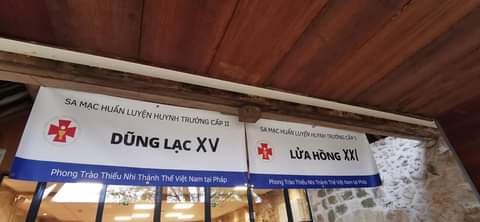 SA MẠC HUẤN LUYỆN HUYNH TRƯỞNG CẤP II
DŨNG LẠC XV
Phong Trào Thiếu Nhi Thánh Thể Việt Nam tại Pháp
SA MẠC HUẤN LUYỆN HUYNH TRƯỞNG CẤP I
LỬA HỒNG XXI
Phong Trào Thiếu Nhi Thánh Thể Việt Nam tại Pháp